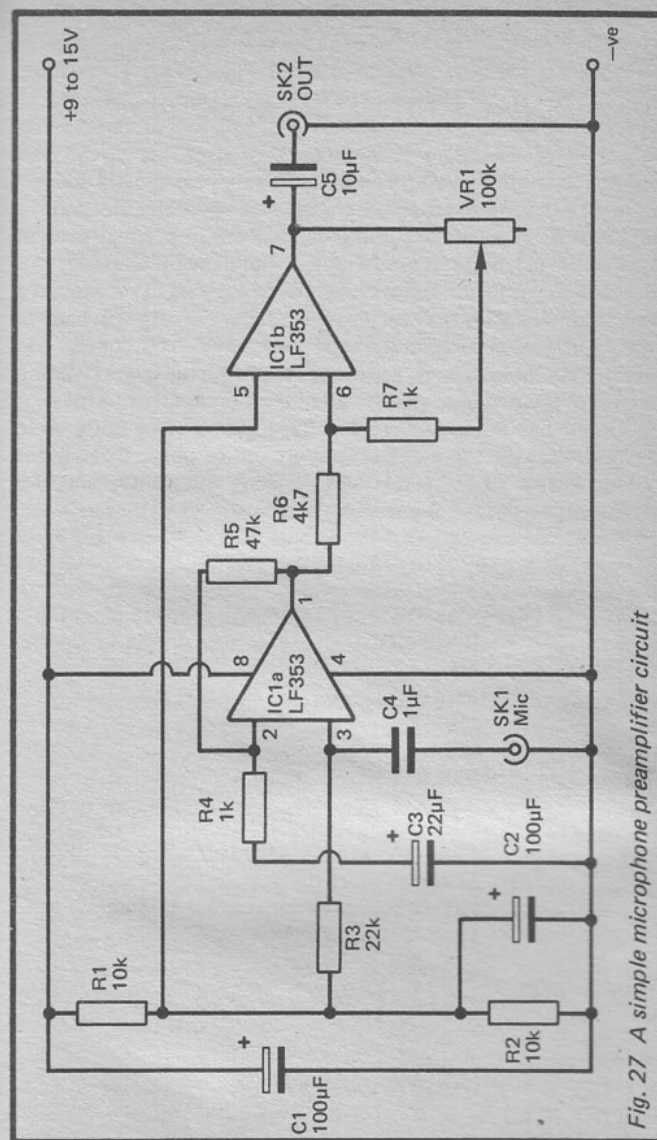 +9 to 15V
R1
10k
C1
100µF
+
R2
10k
R3
22k
+
C2
100µF
R4
1k
+
C3
22µF
2
3
8
4
1
IC1a
LF353
C4
1µF
SK1
Mic
R5
47k
R6
4k7
5
6
7
IC1b
LF353
R7
1k
VR1
100k
+
C5
10µF
SK2
OUT
–ve
Fig. 27 A simple microphone preamplifier circuit